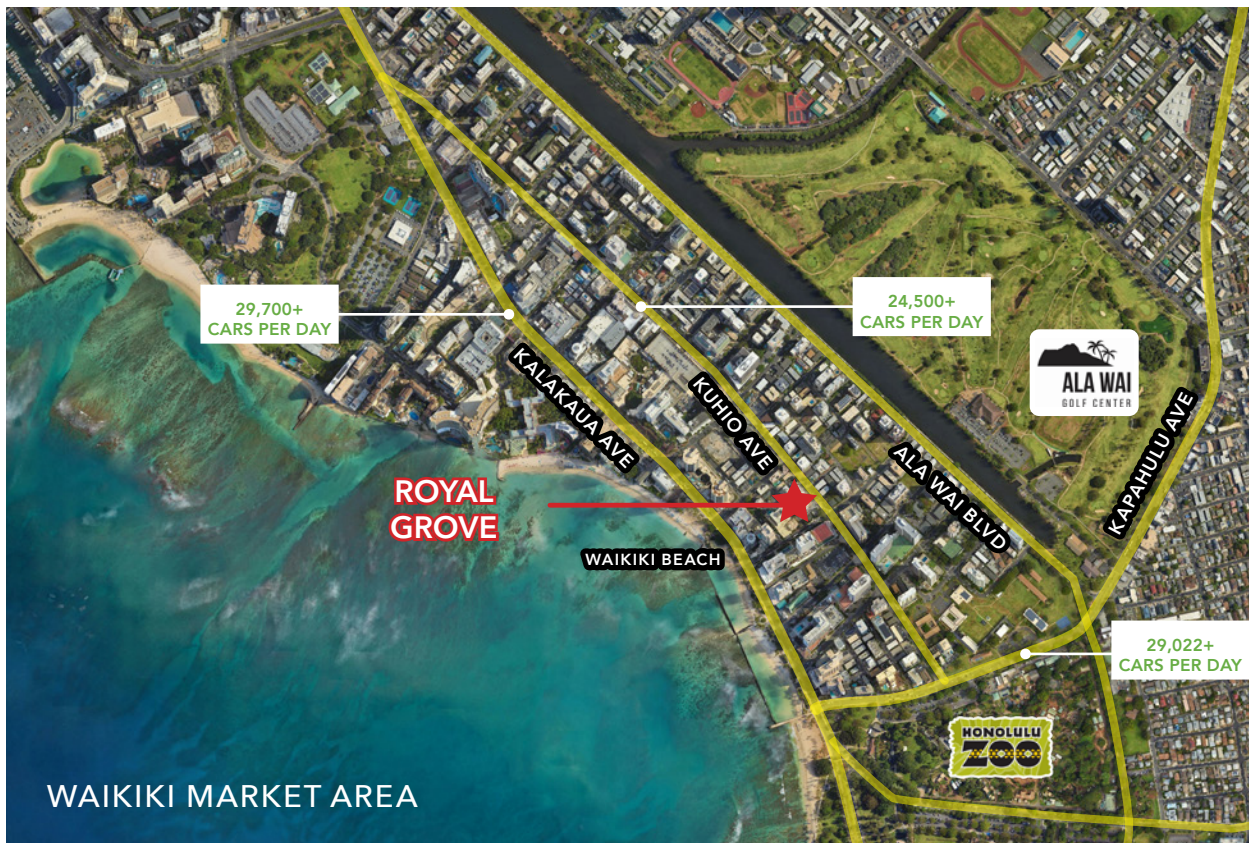 29,700+
CARS PER DAY
24,500+
CARS PER DAY
ALA WAI
GOLF CENTER
KALAKAUA AVE
KUHIO AVE
ALA WAI BLVD
KAPAHULU AVE
ROYAL
GROVE
WAIKIKI BEACH
29,022+
CARS PER DAY
HONOLULU
ZOO
WAIKIKI MARKET AREA